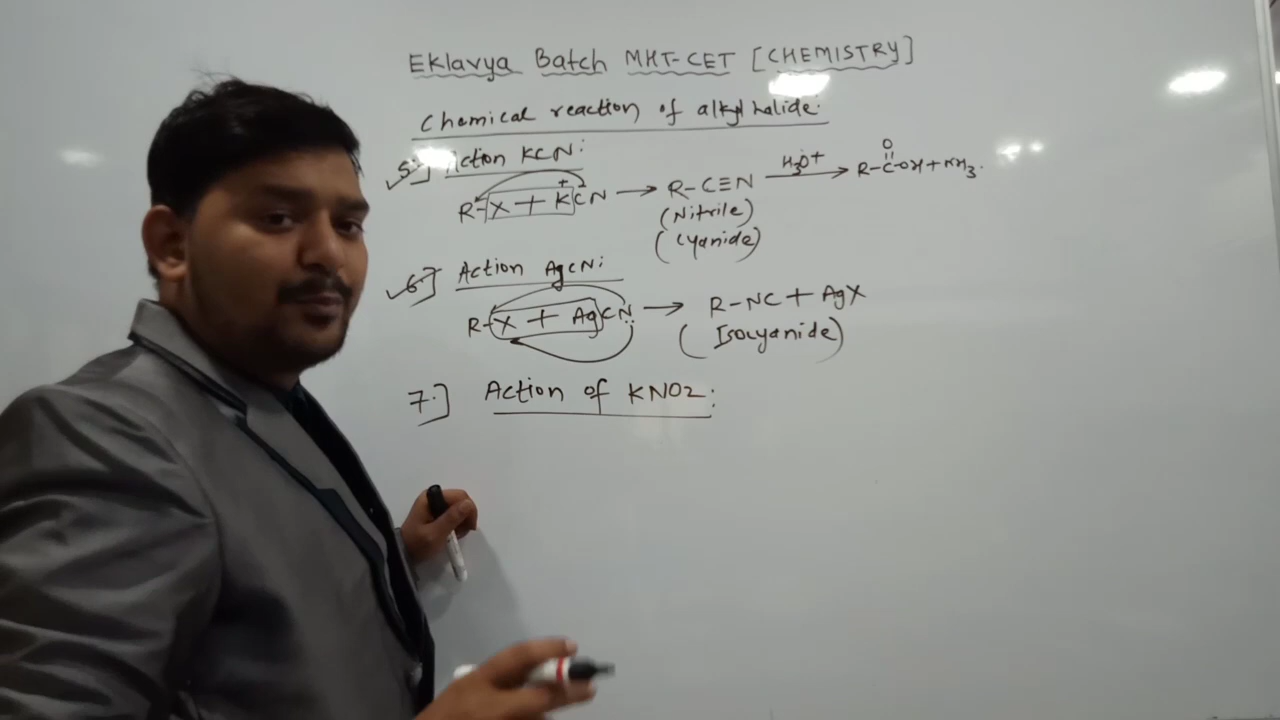 Eklavya Batch MHT-CET [CHEMISTRY]
Chemical reaction of alkyl halide:
5.] Action KCN:
R-X + K+CN- → R-C≡N H3O+ → R-C(=O)-OH + NH3.
(Nitrile)
(Cyanide)
6.] Action AgCN:
R-X + AgCN: → R-NC + AgX
(Isocyanide)
7.] Action of KNO2: